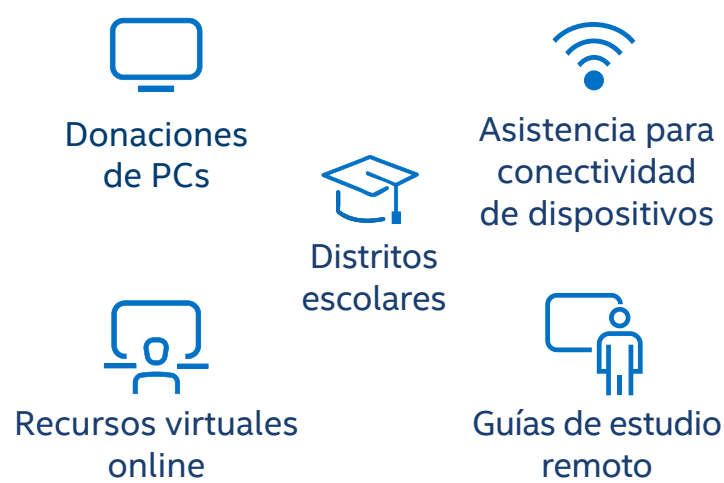 Donaciones
de PCs
Asistencia para
conectividad
de dispositivos
Distritos
escolares
Recursos virtuales
online
Guías de estudio
remoto